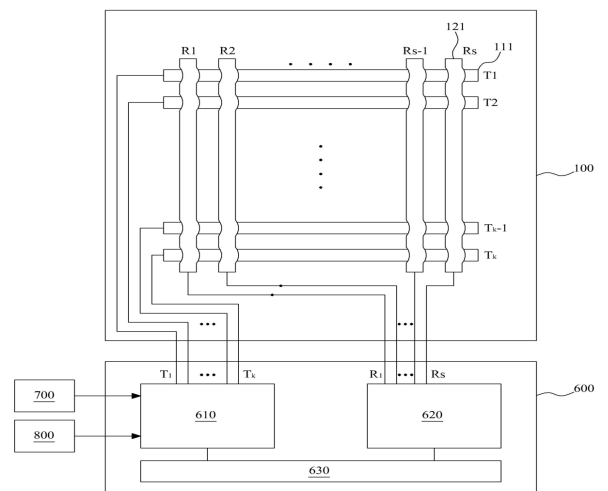 R1 R2 • • • • Rs-1 121 Rs 111
T1
T2
100
Tk-1
Tk
••• •••
T1 ••• Tk R1 ••• Rs
600
700
610 620
800
630